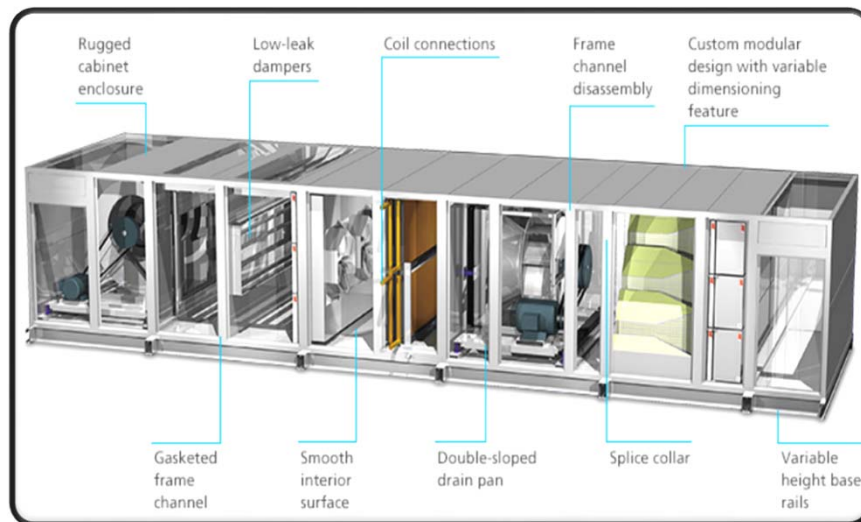 Rugged
cabinet
enclosure
Low-leak
dampers
Coil connections
Frame
channel
disassembly
Custom modular
design with variable
dimensioning
feature
Gasketed
frame
channel
Smooth
interior
surface
Double-sloped
drain pan
Splice collar
Variable
height base
rails